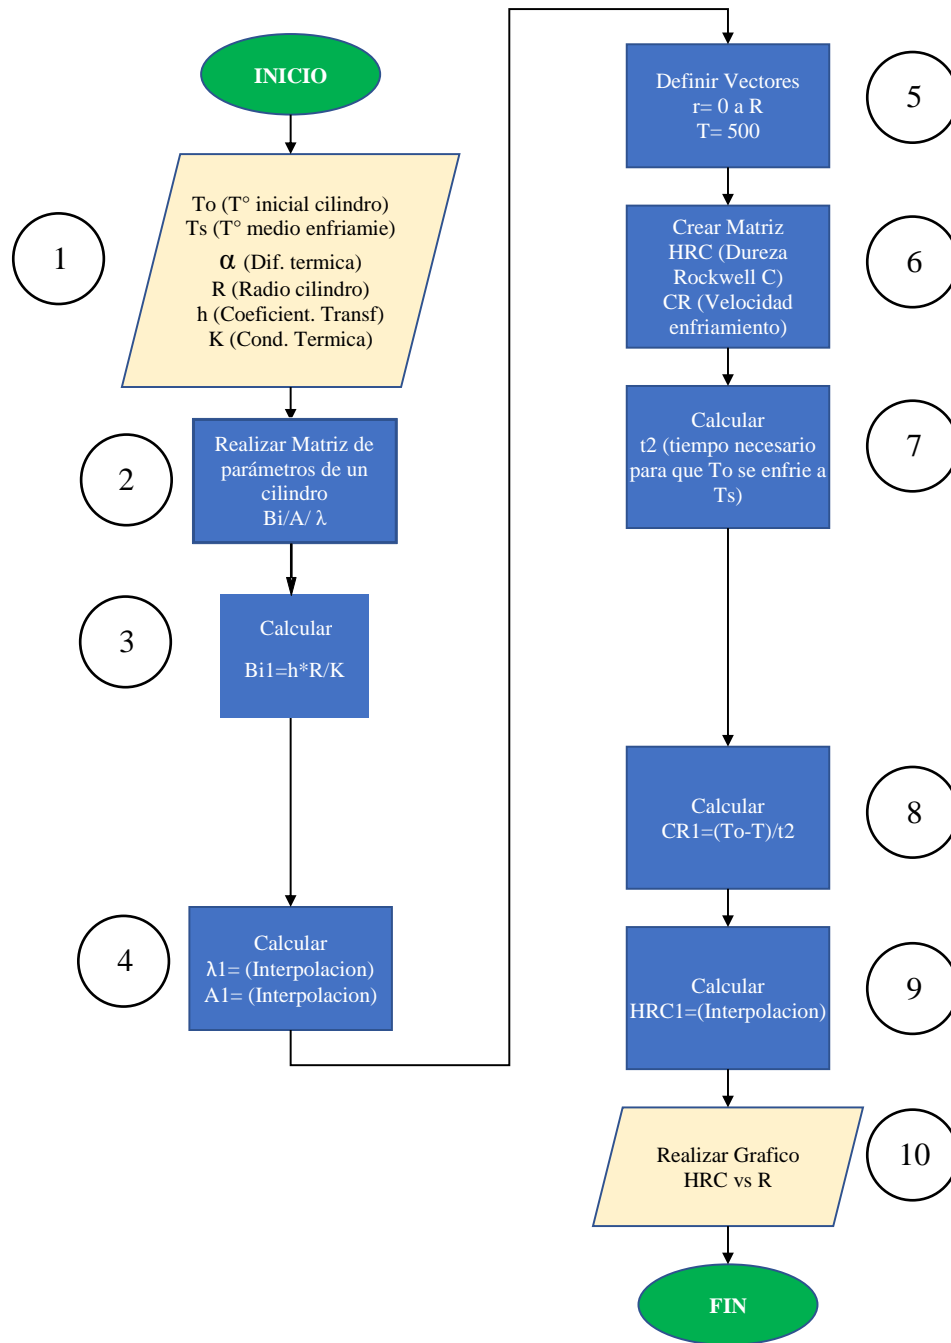 INICIO
1
To (T° inicial cilindro)
Ts (T° medio enfriamie)
α (Dif. termica)
R (Radio cilindro)
h (Coeficient. Transf)
K (Cond. Termica)
2
Realizar Matriz de
parámetros de un
cilindro
Bi/A/ λ
3
Calcular
Bi1=h*R/K
4
Calcular
λ1= (Interpolacion)
A1= (Interpolacion)
Definir Vectores
r= 0 a R
T= 500
5
Crear Matriz
HRC (Dureza
Rockwell C)
CR (Velocidad
enfriamiento)
6
Calcular
t2 (tiempo necesario
para que To se enfrie a
Ts)
7
Calcular
CR1=(To-T)/t2
8
Calcular
HRC1=(Interpolacion)
9
Realizar Grafico
HRC vs R
10
FIN